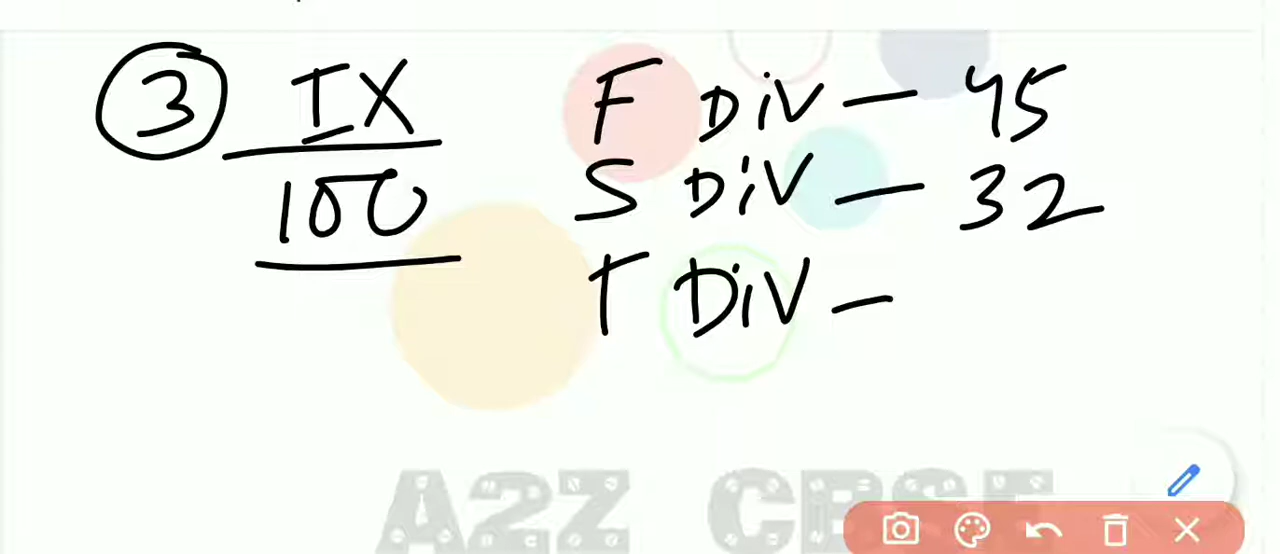 ③ IX F DiV — 45
100 S DiV — 32
T DiV —
A2Z CBSE